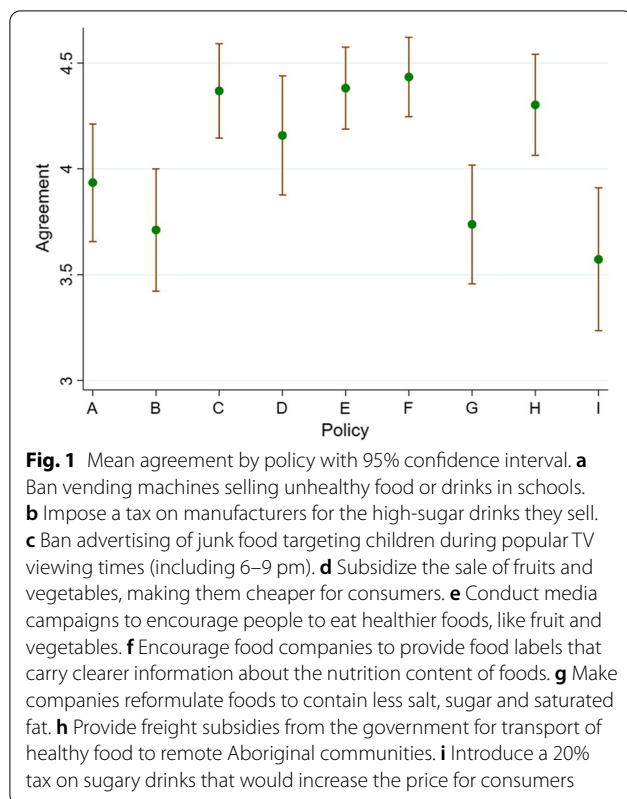 4.5
4
3.5
3
Agreement
A B C D E F G H I
Policy
Fig. 1 Mean agreement by policy with 95% confidence interval. a
Ban vending machines selling unhealthy food or drinks in schools.
b Impose a tax on manufacturers for the high-sugar drinks they sell.
c Ban advertising of junk food targeting children during popular TV
viewing times (including 6–9 pm). d Subsidize the sale of fruits and
vegetables, making them cheaper for consumers. e Conduct media
campaigns to encourage people to eat healthier foods, like fruit and
vegetables. f Encourage food companies to provide food labels that
carry clearer information about the nutrition content of foods. g Make
companies reformulate foods to contain less salt, sugar and saturated
fat. h Provide freight subsidies from the government for transport of
healthy food to remote Aboriginal communities. i Introduce a 20%
tax on sugary drinks that would increase the price for consumers